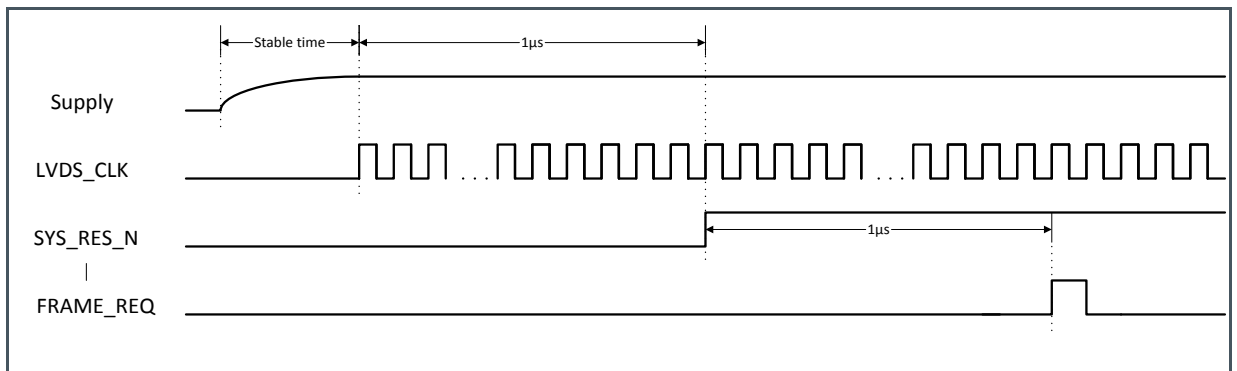 Stable time
1µs
Supply
LVDS_CLK
. . .
. . .
SYS_RES_N
1µs
FRAME_REQ